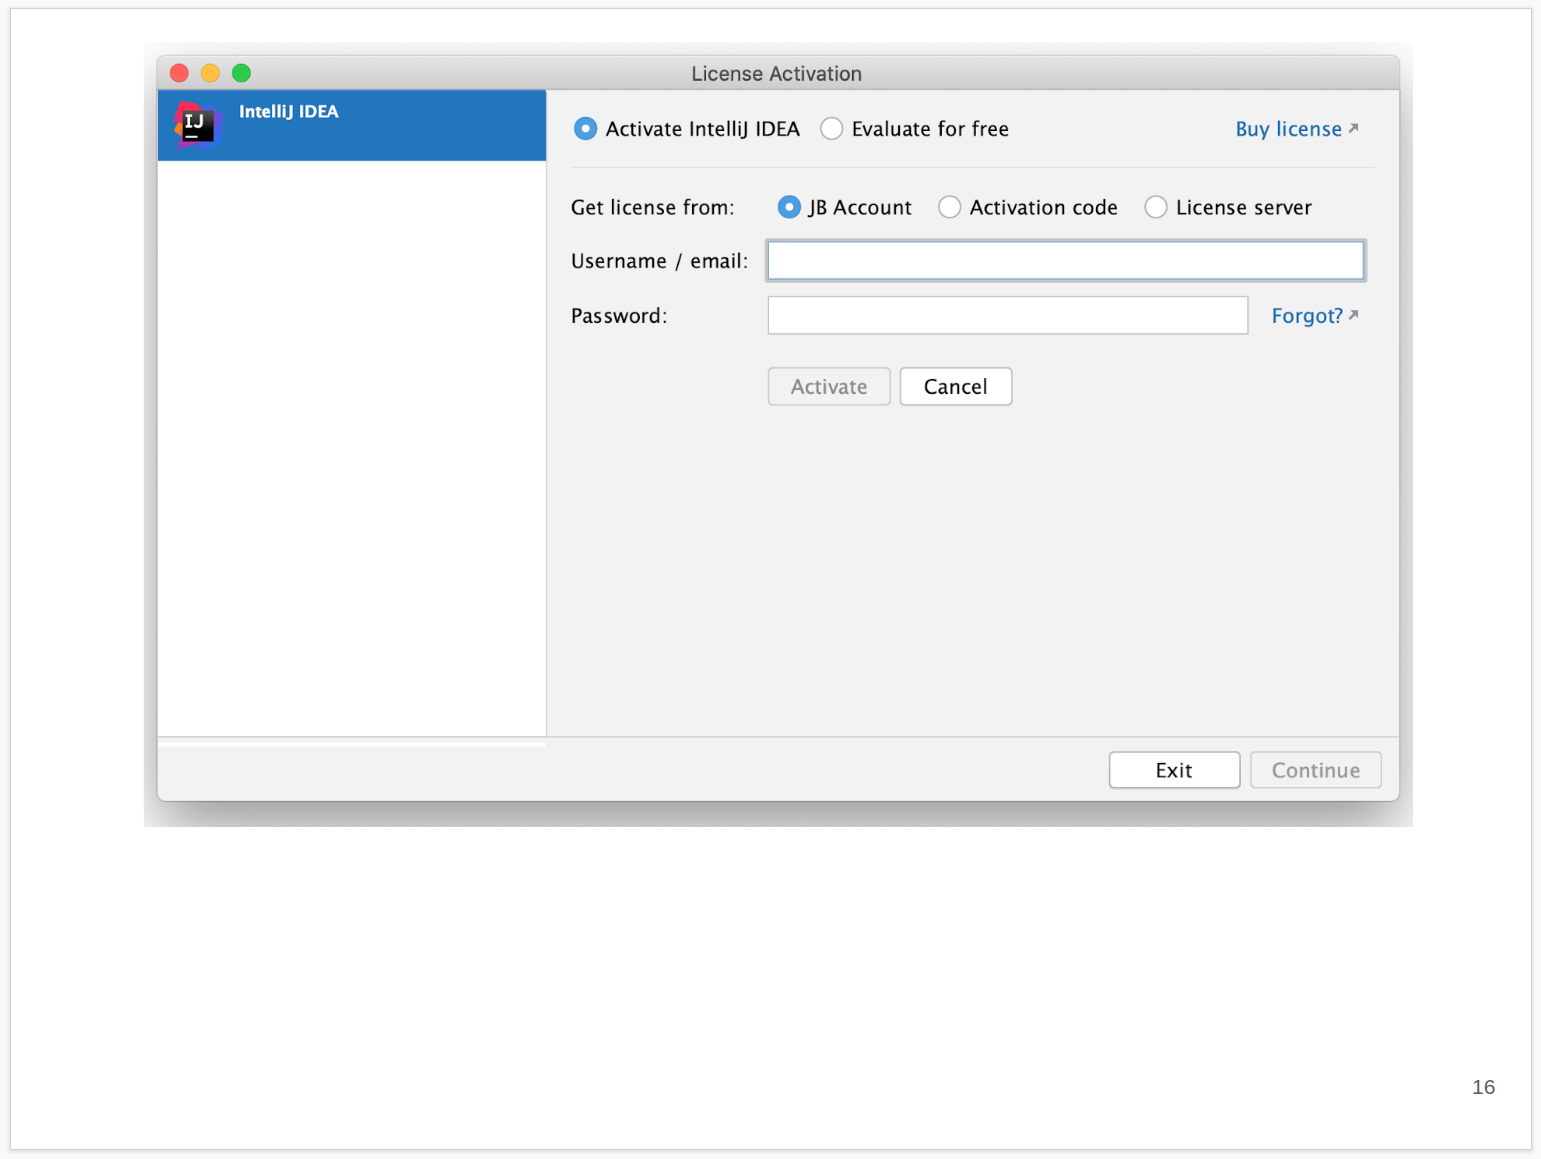 License Activation
IJ IntelliJ IDEA
Activate IntelliJ IDEA Evaluate for free Buy license
Get license from: JB Account Activation code License server
Username / email:
Password: Forgot?
Activate Cancel
Exit Continue
16